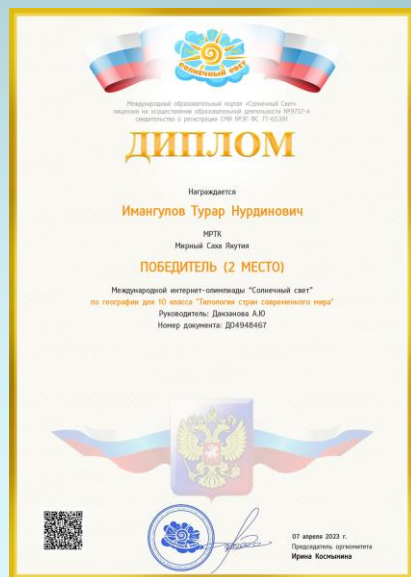 СОЛНЕЧНЫЙ СВЕТ
Международный образовательный портал «Солнечный Свет»
лицензия на осуществление образовательной деятельности №9757-л
свидетельство о регистрации СМИ №ЭЛ ФС 77-65391
ДИПЛОМ
Награждается
Имангулов Турар Нурдинович
МРТК
Мирный Саха Якутия
ПОБЕДИТЕЛЬ (2 МЕСТО)
Международной интернет-олимпиады "Солнечный свет"
по географии для 10 класса "Типология стран современного мира"
Руководитель: Данзанова А.Ю
Номер документа: ДО4948467
07 апреля 2023 г.
Председатель оргкомитета
Ирина Космынина